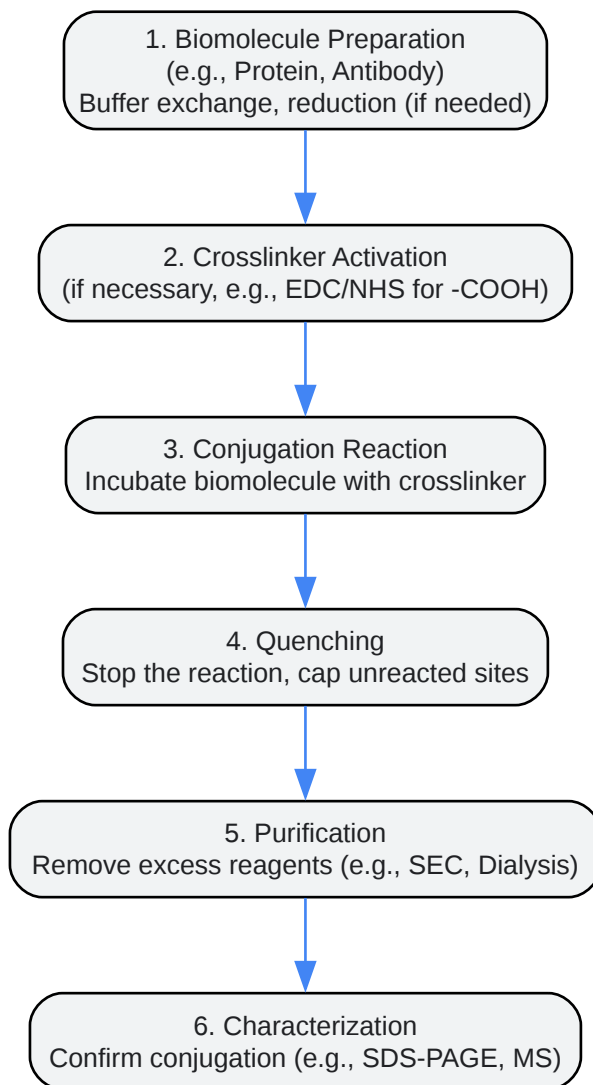 1. Biomolecule Preparation
(e.g., Protein, Antibody)
Buffer exchange, reduction (if needed)
2. Crosslinker Activation
(if necessary, e.g., EDC/NHS for -COOH)
3. Conjugation Reaction
Incubate biomolecule with crosslinker
4. Quenching
Stop the reaction, cap unreacted sites
5. Purification
Remove excess reagents (e.g., SEC, Dialysis)
6. Characterization
Confirm conjugation (e.g., SDS-PAGE, MS)